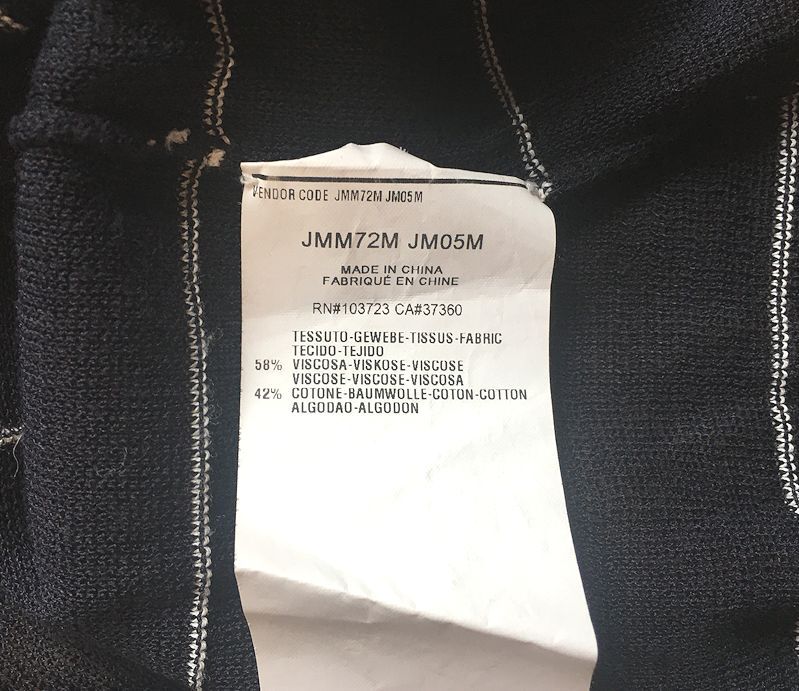 VENDOR CODE JMM72M JM05M
JMM72M JM05M
MADE IN CHINA
FABRIQUÉ EN CHINE
RN#103723 CA#37360
TESSUTO-GEWEBE-TISSUS-FABRIC
TECIDO-TEJIDO
58% VISCOSA-VISKOSE-VISCOSE
VISCOSE-VISCOSE-VISCOSA
42% COTONE-BAUMWOLLE-COTON-COTTON
ALGODAO-ALGODON